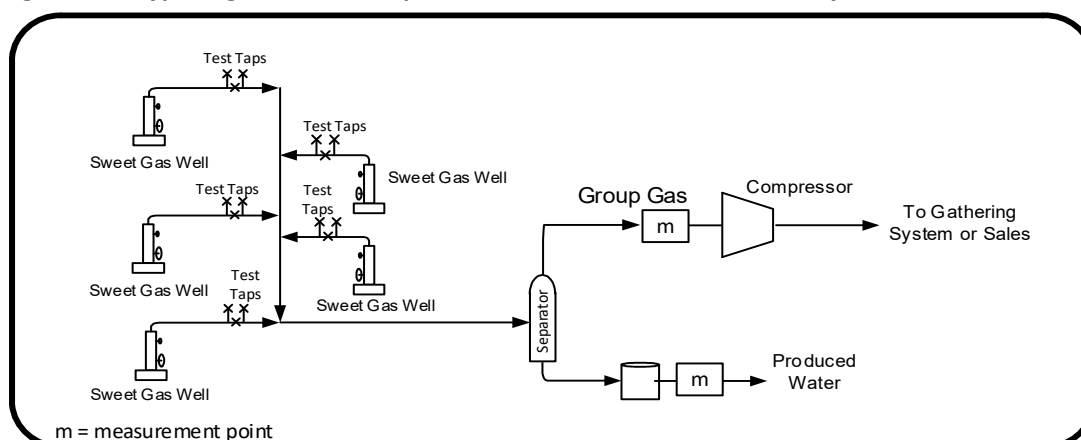 Test Taps
Sweet Gas Well
Test Taps
Sweet Gas Well
Test Taps
Sweet Gas Well
Test
Taps
Sweet Gas Well
Test
Taps
Sweet Gas Well
Separator
Group Gas
m
Compressor
To Gathering
System or Sales
m
Produced
Water
m = measurement point